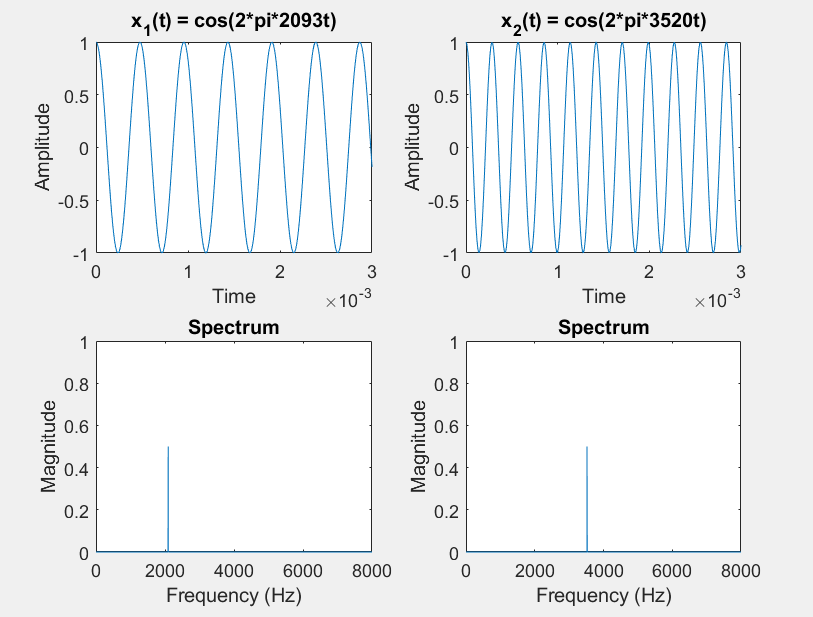 x1(t) = cos(2*pi*2093t)
1
0.5
0
-0.5
-1
Amplitude
0 1 2 3
Time
×10-3
x2(t) = cos(2*pi*3520t)
1
0.5
0
-0.5
-1
Amplitude
0 1 2 3
Time
×10-3
Spectrum
1
0.8
0.6
0.4
0.2
0
Magnitude
0 2000 4000 6000 8000
Frequency (Hz)
Spectrum
1
0.8
0.6
0.4
0.2
0
Magnitude
0 2000 4000 6000 8000
Frequency (Hz)